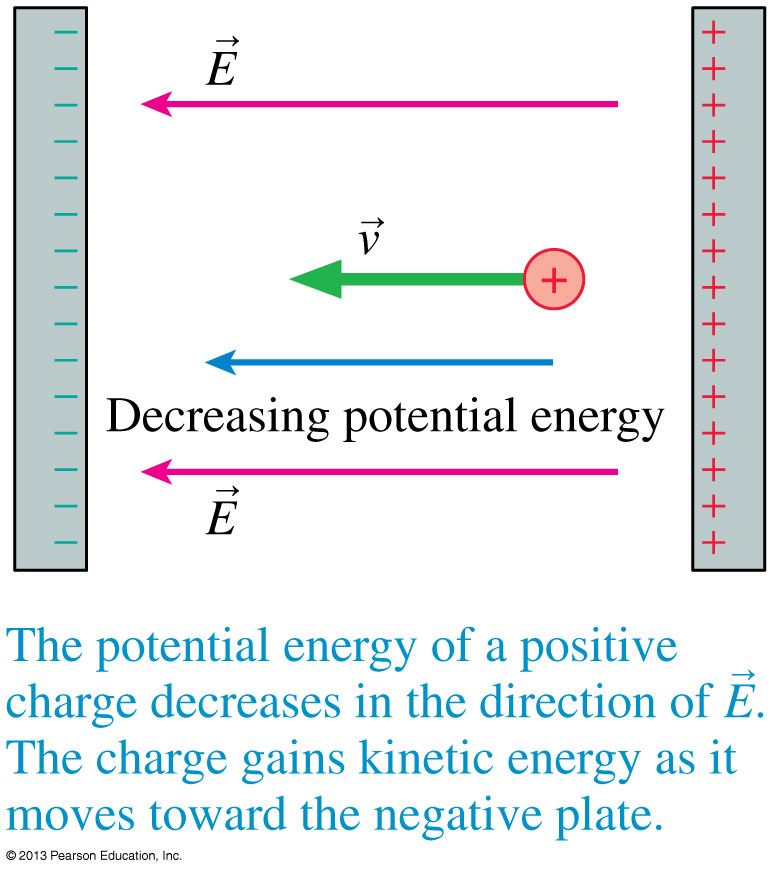 E⃗
v⃗
Decreasing potential energy
E⃗
The potential energy of a positive
charge decreases in the direction of E⃗.
The charge gains kinetic energy as it
moves toward the negative plate.
© 2013 Pearson Education, Inc.